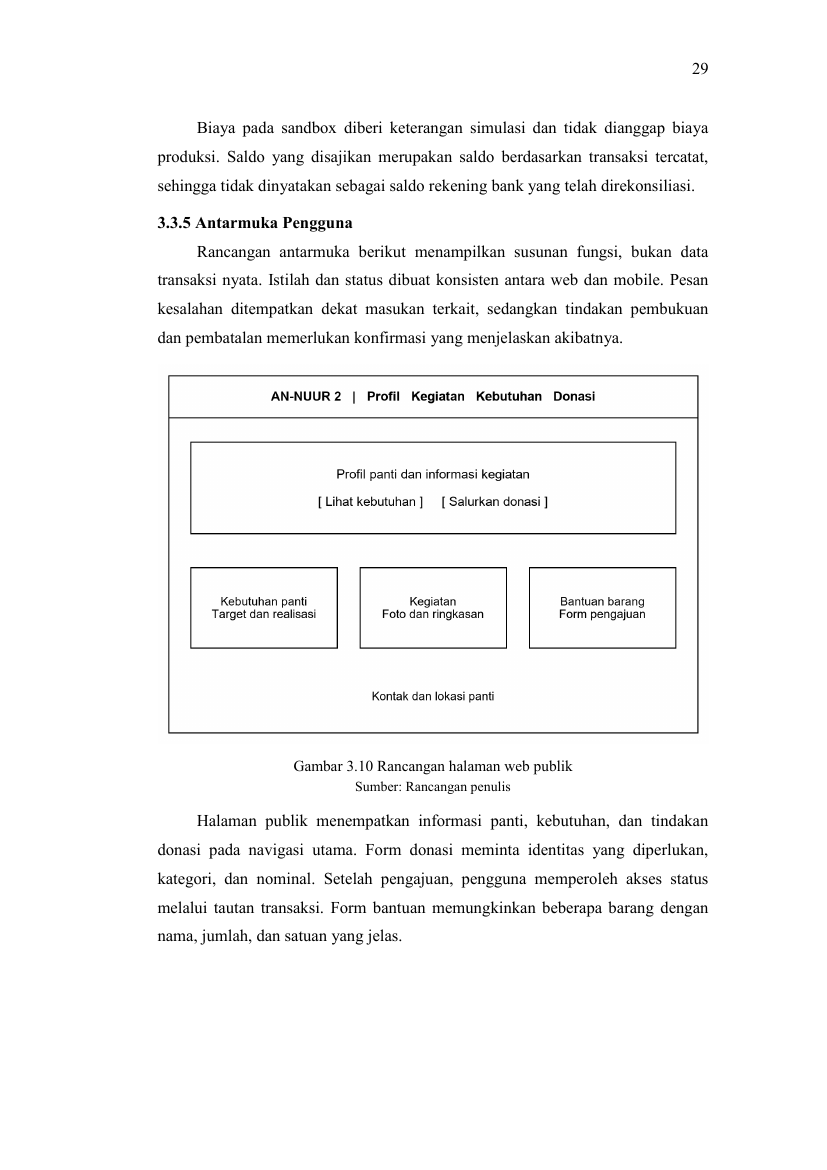 29
Biaya pada sandbox diberi keterangan simulasi dan tidak dianggap biaya
produksi. Saldo yang disajikan merupakan saldo berdasarkan transaksi tercatat,
sehingga tidak dinyatakan sebagai saldo rekening bank yang telah direkonsiliasi.
3.3.5 Antarmuka Pengguna
Rancangan antarmuka berikut menampilkan susunan fungsi, bukan data
transaksi nyata. Istilah dan status dibuat konsisten antara web dan mobile. Pesan
kesalahan ditempatkan dekat masukan terkait, sedangkan tindakan pembukuan
dan pembatalan memerlukan konfirmasi yang menjelaskan akibatnya.
AN-NUUR 2 | Profil Kegiatan Kebutuhan Donasi
Profil panti dan informasi kegiatan
[ Lihat kebutuhan ] [ Salurkan donasi ]
Kebutuhan panti
Target dan realisasi
Kegiatan
Foto dan ringkasan
Bantuan barang
Form pengajuan
Kontak dan lokasi panti
Gambar 3.10 Rancangan halaman web publik
Sumber: Rancangan penulis
Halaman publik menempatkan informasi panti, kebutuhan, dan tindakan
donasi pada navigasi utama. Form donasi meminta identitas yang diperlukan,
kategori, dan nominal. Setelah pengajuan, pengguna memperoleh akses status
melalui tautan transaksi. Form bantuan memungkinkan beberapa barang dengan
nama, jumlah, dan satuan yang jelas.